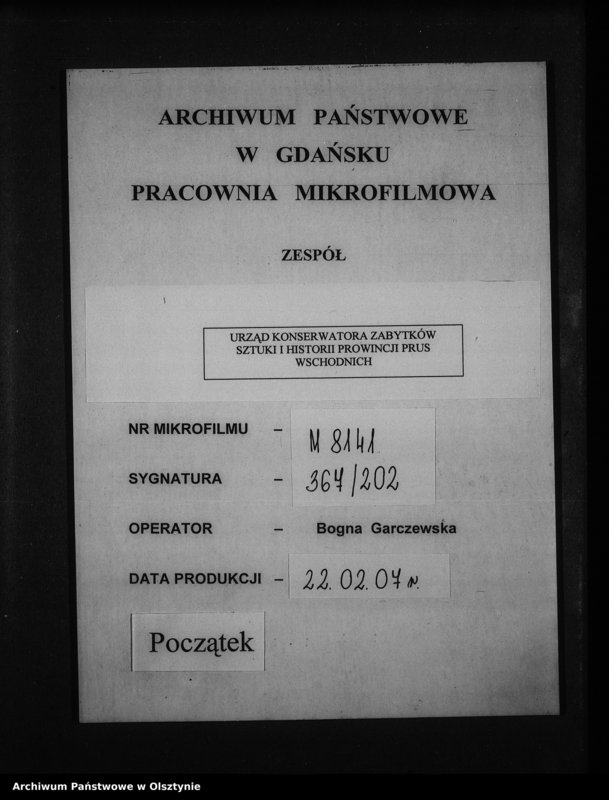 ARCHIWUM PAŃSTWOWE
W GDAŃSKU
PRACOWNIA MIKROFILMOWA
ZESPÓŁ
URZĄD KONSERWATORA ZABYTKÓW
SZTUKI I HISTORII PROWINCJI PRUS
WSCHODNICH
NR MIKROFILMU – M 8141
SYGNATURA – 367/202
OPERATOR – Bogna Garczewska
DATA PRODUKCJI – 22.02.07 r.
Początek
Archiwum Państwowe w Olsztynie